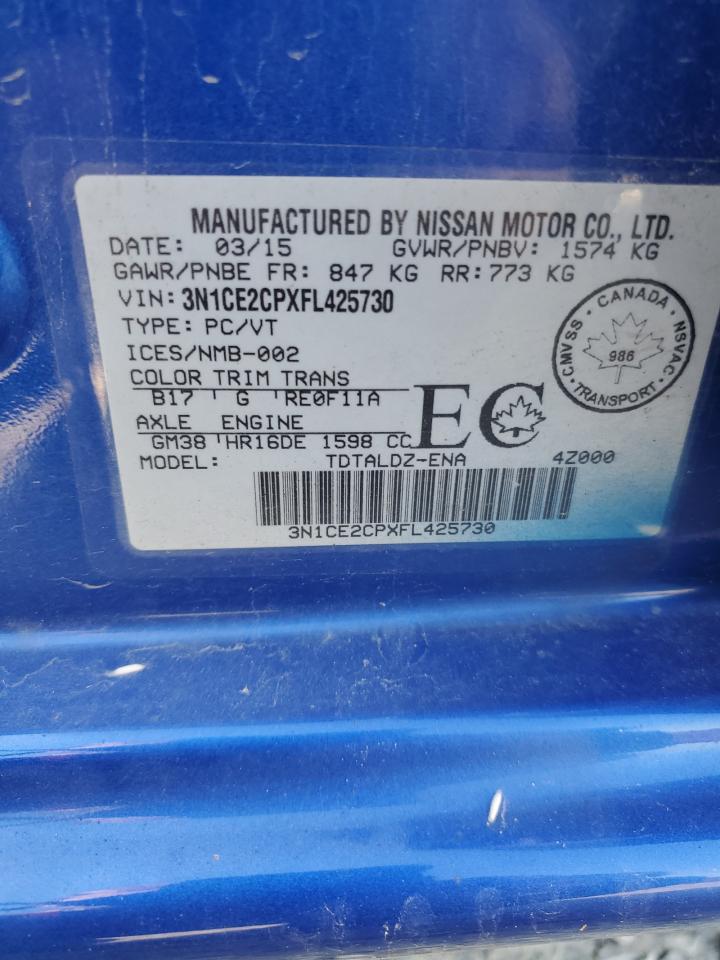 MANUFACTURED BY NISSAN MOTOR CO., LTD.
DATE: 03/15 GVWR/PNBV: 1574 KG
GAWR/PNBE FR: 847 KG RR: 773 KG
VIN: 3N1CE2CPXFL425730
TYPE: PC/VT
ICES/NMB-002
COLOR TRIM TRANS
B17 G RE0F11A
AXLE ENGINE
GM38 HR16DE 1598 CC
EC
MODEL: TDTALDZ-ENA 4Z000
3N1CE2CPXFL425730
CANADA
CMVSS 986 NSVAC
TRANSPORT